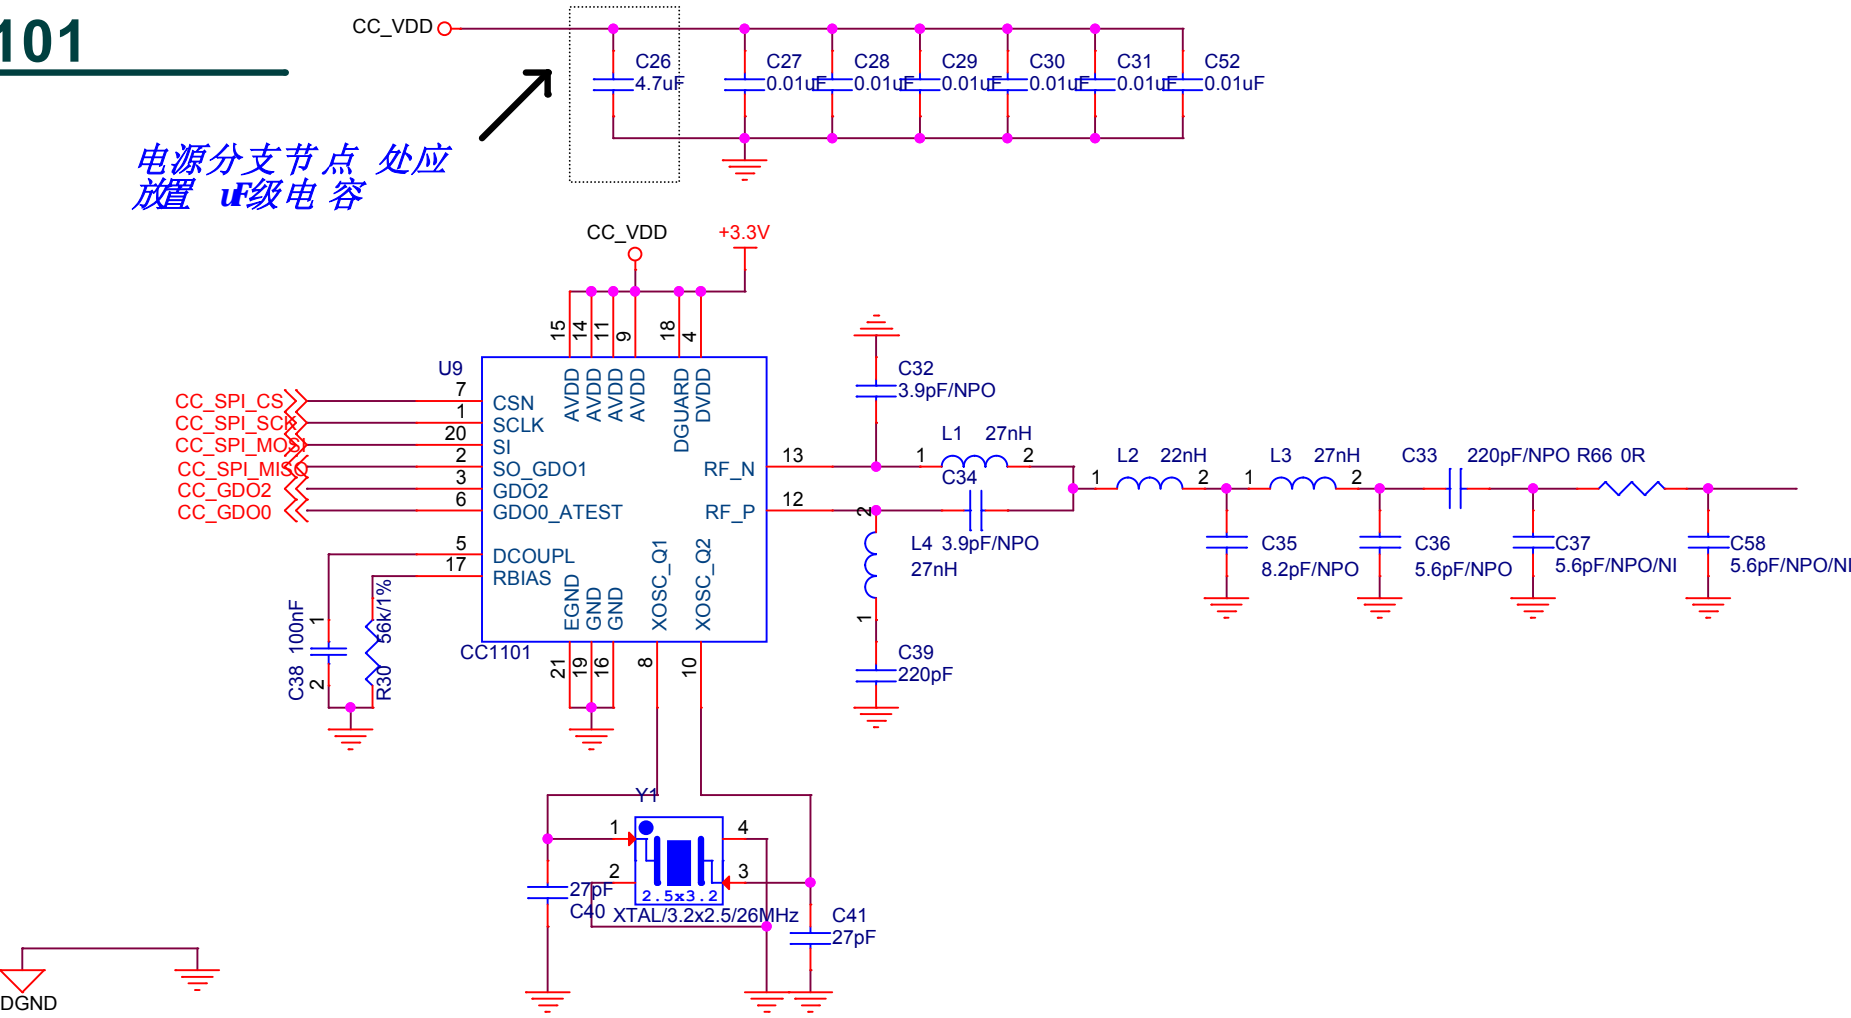 101
CC_VDD
C26
4.7uF
C27
0.01uF
C28
0.01uF
C29
0.01uF
C30
0.01uF
C31
0.01uF
C52
0.01uF
电源分支节点 处应
放置 uF级电 容
CC_VDD
+3.3V
15
14
11
9
18
4
U9
AVDD
AVDD
AVDD
AVDD
DGUARD
DVDD
CC_SPI_CS
7
CSN
CC_SPI_SCK
1
SCLK
CC_SPI_MOSI
20
SI
CC_SPI_MISO
2
SO_GDO1
CC_GDO2
3
GDO2
CC_GDO0
6
GDO0_ATEST
5
DCOUPL
17
RBIAS
RF_N
13
RF_P
12
EGND
GND
GND
XOSC_Q1
XOSC_Q2
CC1101
21
19
16
8
10
C38 100nF
1
2
R30 56k/1%
C32
3.9pF/NPO
L1 27nH
1
2
C34
3.9pF/NPO
L4
27nH
2
1
C39
220pF
L2 22nH
1
2
L3 27nH
1
2
C33 220pF/NPO
R66 0R
C35
8.2pF/NPO
C36
5.6pF/NPO
C37
5.6pF/NPO/NI
C58
5.6pF/NPO/NI
Y1
1
4
2
3
2.5x3.2
XTAL/3.2x2.5/26MHz
27pF
C40
C41
27pF
DGND